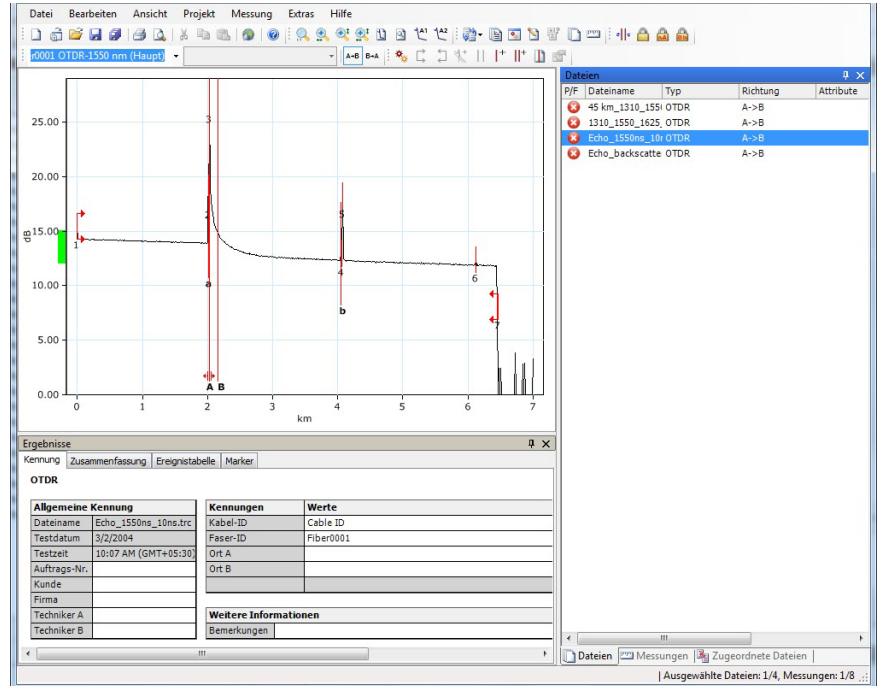 Datei Bearbeiten Ansicht Projekt Messung Extras Hilfe
r0001 OTDR-1550 nm (Haupt)
A→B B→A
25.00
20.00
15.00
10.00
5.00
0.00
dB
1
2
3
a
4
5
b
6
7
A B
0 1 2 3 4 5 6 7
km
Dateien
P/F Dateiname Typ Richtung Attribute
45 km_1310_155 OTDR A->B
1310_1550_1625_ OTDR A->B
Echo_1550ns_10 OTDR A->B
Echo_backscatte OTDR A->B
Ergebnisse
Kennung Zusammenfassung Ereignistabelle Marker
OTDR
Allgemeine Kennung
Dateiname Echo_1550ns_10ns.trc
Testdatum 3/2/2004
Testzeit 10:07 AM (GMT+05:30)
Auftrags-Nr.
Kunde
Firma
Techniker A
Techniker B
Kennungen Werte
Kabel-ID Cable ID
Faser-ID Fiber0001
Ort A
Ort B
Weitere Informationen
Bemerkungen
Dateien Messungen Zugeordnete Dateien
Ausgewählte Dateien: 1/4, Messungen: 1/8